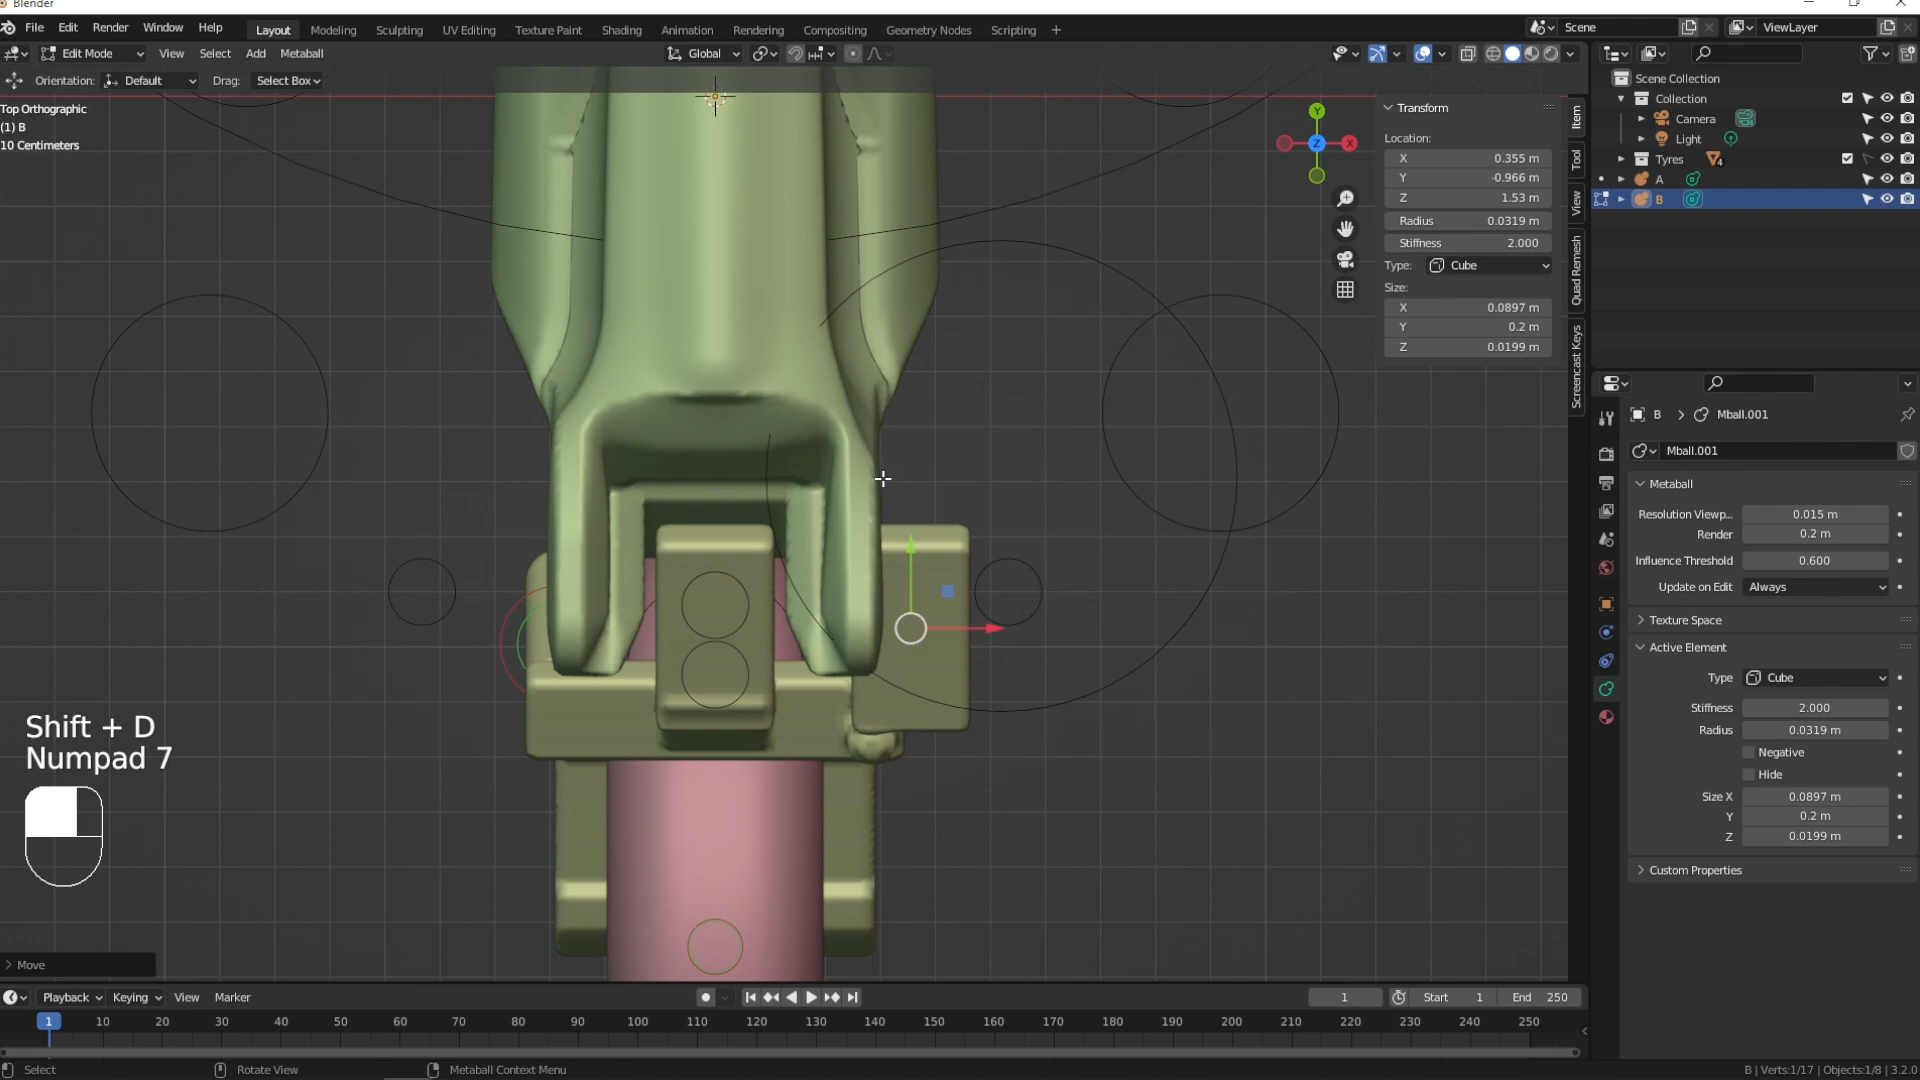 Blender
File Edit Render Window Help
Layout Modeling Sculpting UV Editing Texture Paint Shading Animation Rendering Compositing Geometry Nodes Scripting +
Scene
ViewLayer
Edit Mode View Select Add Metaball
Global
Orientation: Default Drag: Select Box
Top Orthographic
(1) B
10 Centimeters
Scene Collection
Collection
Camera
Light
Tyres
4
A
B
Y
Z
X
Transform
Location:
X 0.355 m
Y -0.966 m
Z 1.53 m
Radius 0.0319 m
Stiffness 2.000
Type: Cube
Size:
X 0.0897 m
Y 0.2 m
Z 0.0199 m
Item
Tool
View
Quad Remesh
Screencast Keys
B > Mball.001
Mball.001
Metaball
Resolution Viewp... 0.015 m
Render 0.2 m
Influence Threshold 0.600
Update on Edit Always
Texture Space
Active Element
Type Cube
Stiffness 2.000
Radius 0.0319 m
Negative
Hide
Size X 0.0897 m
Y 0.2 m
Z 0.0199 m
Custom Properties
Shift + D
Numpad 7
Move
Playback Keying View Marker
1 Start 1 End 250
1 10 20 30 40 50 60 70 80 90 100 110 120 130 140 150 160 170 180 190 200 210 220 230 240 250
Select Rotate View Metaball Context Menu
B | Verts:1/17 | Objects:1/8 | 3.2.0